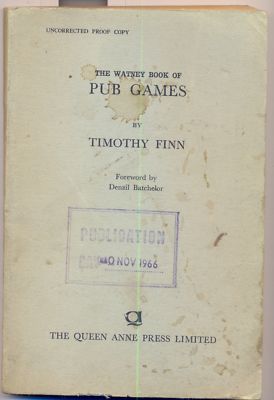 UNCORRECTED PROOF COPY
THE WATNEY BOOK OF
PUB GAMES
BY
TIMOTHY FINN
Foreword by
Denzil Batchelor
PUBLICATION
NOV 1966
THE QUEEN ANNE PRESS LIMITED